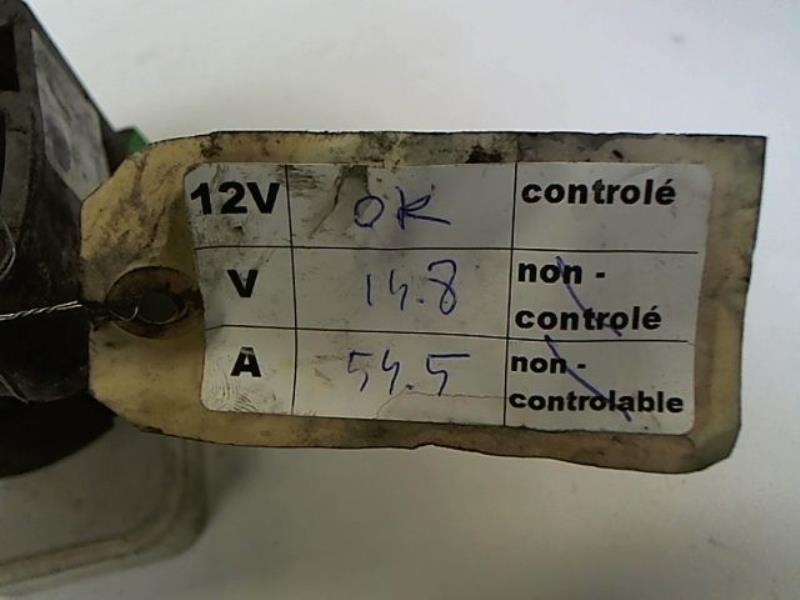 12V OK controlé
V 14.8 non -
controlé
A 54.5 non -
controlable